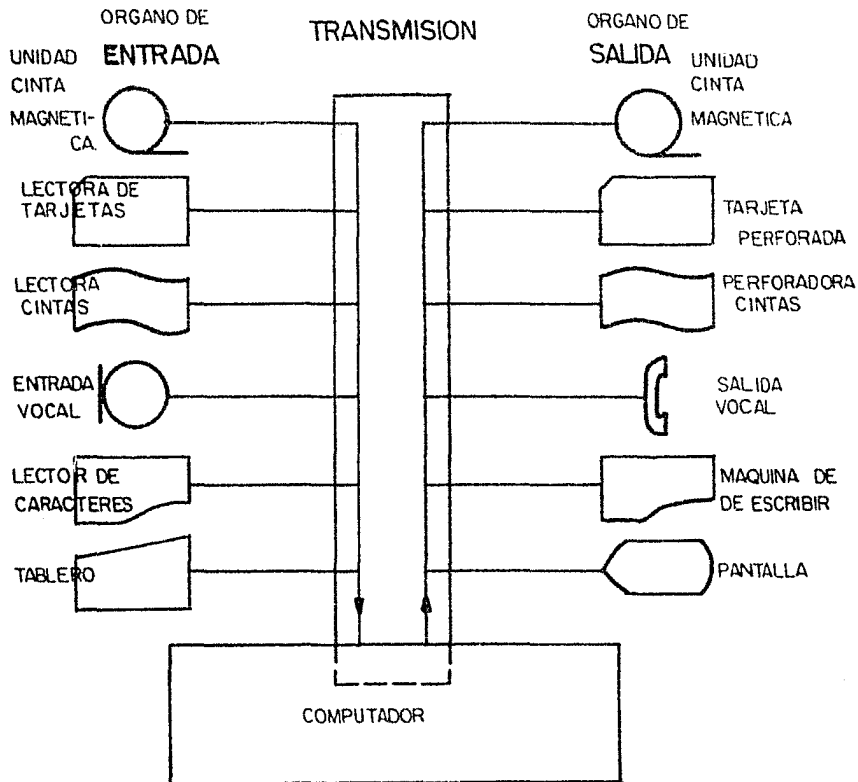 ORGANO DE
ENTRADA
TRANSMISION
ORGANO DE
SALIDA
UNIDAD
CINTA
MAGNETI-
CA.
UNIDAD
CINTA
MAGNETICA
LECTORA DE
TARJETAS
TARJETA
PERFORADA
LECTORA
CINTAS
PERFORADORA
CINTAS
ENTRADA
VOCAL
SALIDA
VOCAL
LECTOR DE
CARACTERES
MAQUINA DE
DE ESCRIBIR
TABLERO
PANTALLA
COMPUTADOR